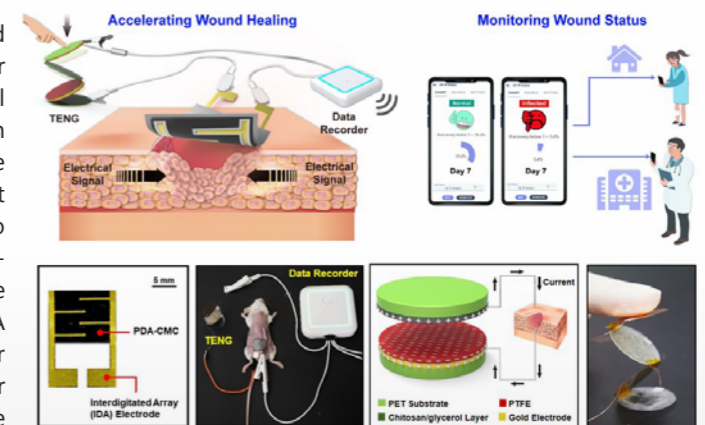 Accelerating Wound Healing
Monitoring Wound Status
TENG
Data
Recorder
Electrical
Signal
Electrical
Signal
Normal
Infected
Day 7
Day 7
5 mm
PDA-CMC
Interdigitated Array
(IDA) Electrode
Data Recorder
TENG
Current
PET Substrate
PTFE
Chitosan/glycerol Layer
Gold Electrode